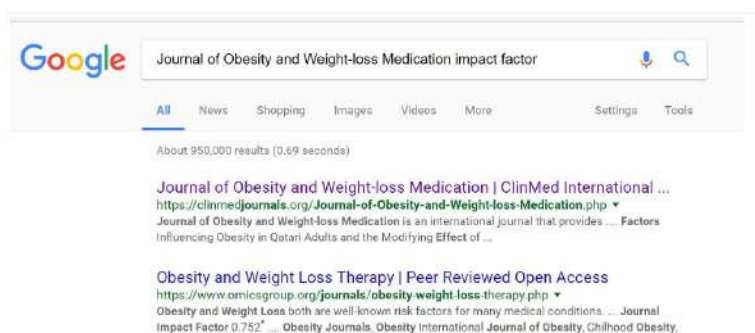 Google
Journal of Obesity and Weight-loss Medication impact factor
All News Shopping Images Videos More Settings Tools
About 950,000 results (0.69 seconds)
Journal of Obesity and Weight-loss Medication | ClinMed International ...
https://clinmedjournals.org/Journal-of-Obesity-and-Weight-loss-Medication.php
Journal of Obesity and Weight-loss Medication is an international journal that provides .... Factors
Influencing Obesity in Qatari Adults and the Modifying Effect of ...
Obesity and Weight Loss Therapy | Peer Reviewed Open Access
https://www.omicsgroup.org/journals/obesity-weight-loss-therapy.php
Obesity and Weight Loss both are well-known risk factors for many medical conditions. ... Journal
Impact Factor 0.752* .... Obesity Journals, Obesity International Journal of Obesity, Chilhood Obesity,